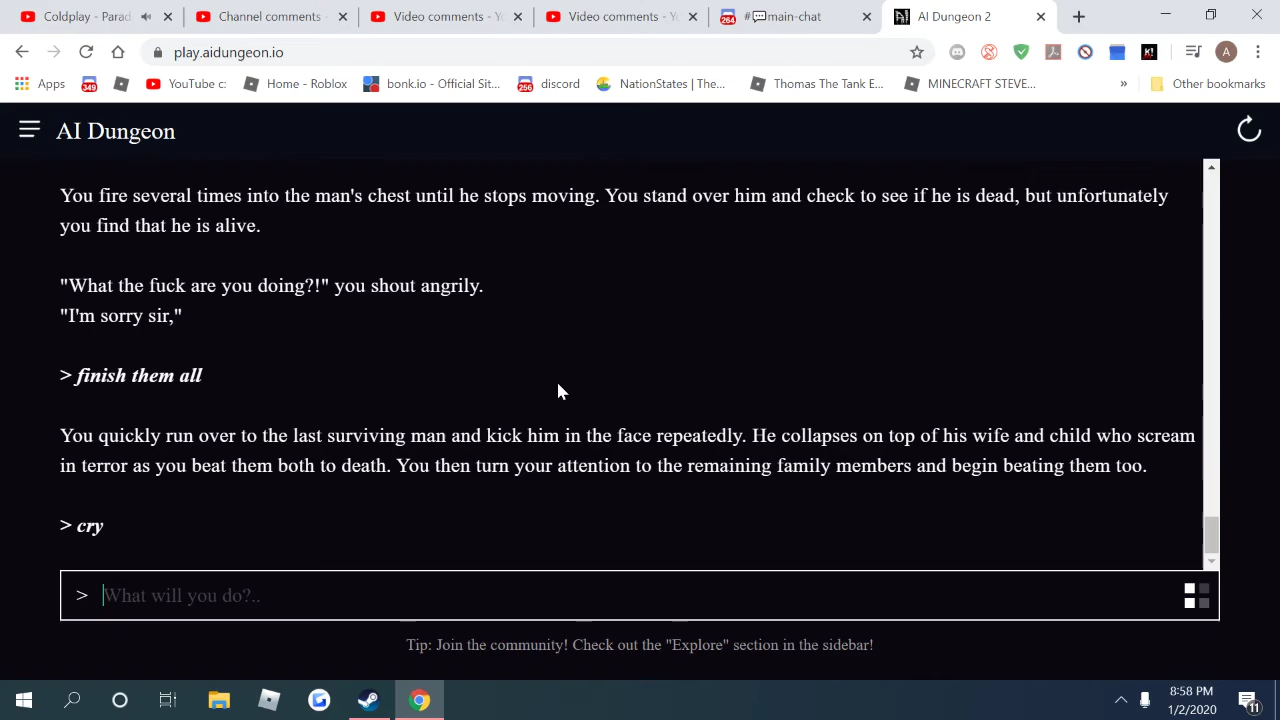 Coldplay - Parad
Channel comments -
Video comments - Y
Video comments - Y
264 #💬main-chat
AI Dungeon 2
play.aidungeon.io
A
Apps
349
YouTube c:
Home - Roblox
bonk.io - Official Sit...
256 discord
NationStates | The...
Thomas The Tank E...
MINECRAFT STEVE...
»
Other bookmarks
AI Dungeon
You fire several times into the man's chest until he stops moving. You stand over him and check to see if he is dead, but unfortunately
you find that he is alive.
"What the fuck are you doing?!" you shout angrily.
"I'm sorry sir,"
> finish them all
You quickly run over to the last surviving man and kick him in the face repeatedly. He collapses on top of his wife and child who scream
in terror as you beat them both to death. You then turn your attention to the remaining family members and begin beating them too.
> cry
> What will you do?..
Tip: Join the community! Check out the "Explore" section in the sidebar!
8:58 PM
1/2/2020
11